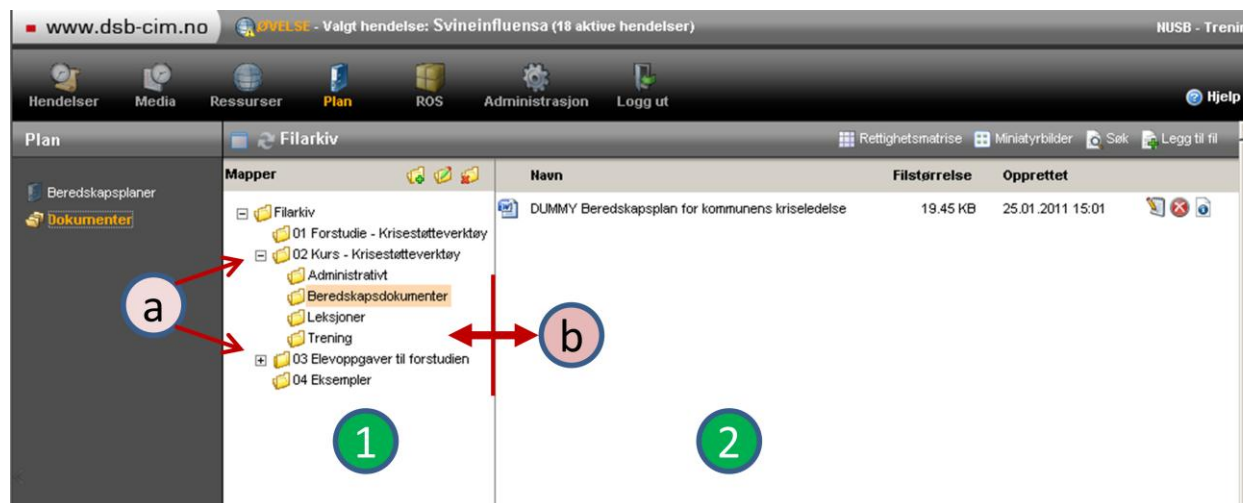 www.dsb-cim.no
ØVELSE - Valgt hendelse: Svineinfluensa (18 aktive hendelser)
NUSB - Trenin
Hendelser Media Ressurser Plan ROS Administrasjon Logg ut
Hjelp
Plan
Filarkiv
Rettighetsmatrise Miniatyrbilder Søk Legg til fil
Beredskapsplaner
Dokumenter
Mapper
Filarkiv
01 Forstudie - Krisestøtteverktøy
02 Kurs - Krisestøtteverktøy
Administrativt
Beredskapsdokumenter
Leksjoner
Trening
03 Elevoppgaver til forstudien
04 Eksempler
Navn Filstørrelse Opprettet
DUMMY Beredskapsplan for kommunens kriseledelse 19.45 KB 25.01.2011 15:01
a
b
1
2